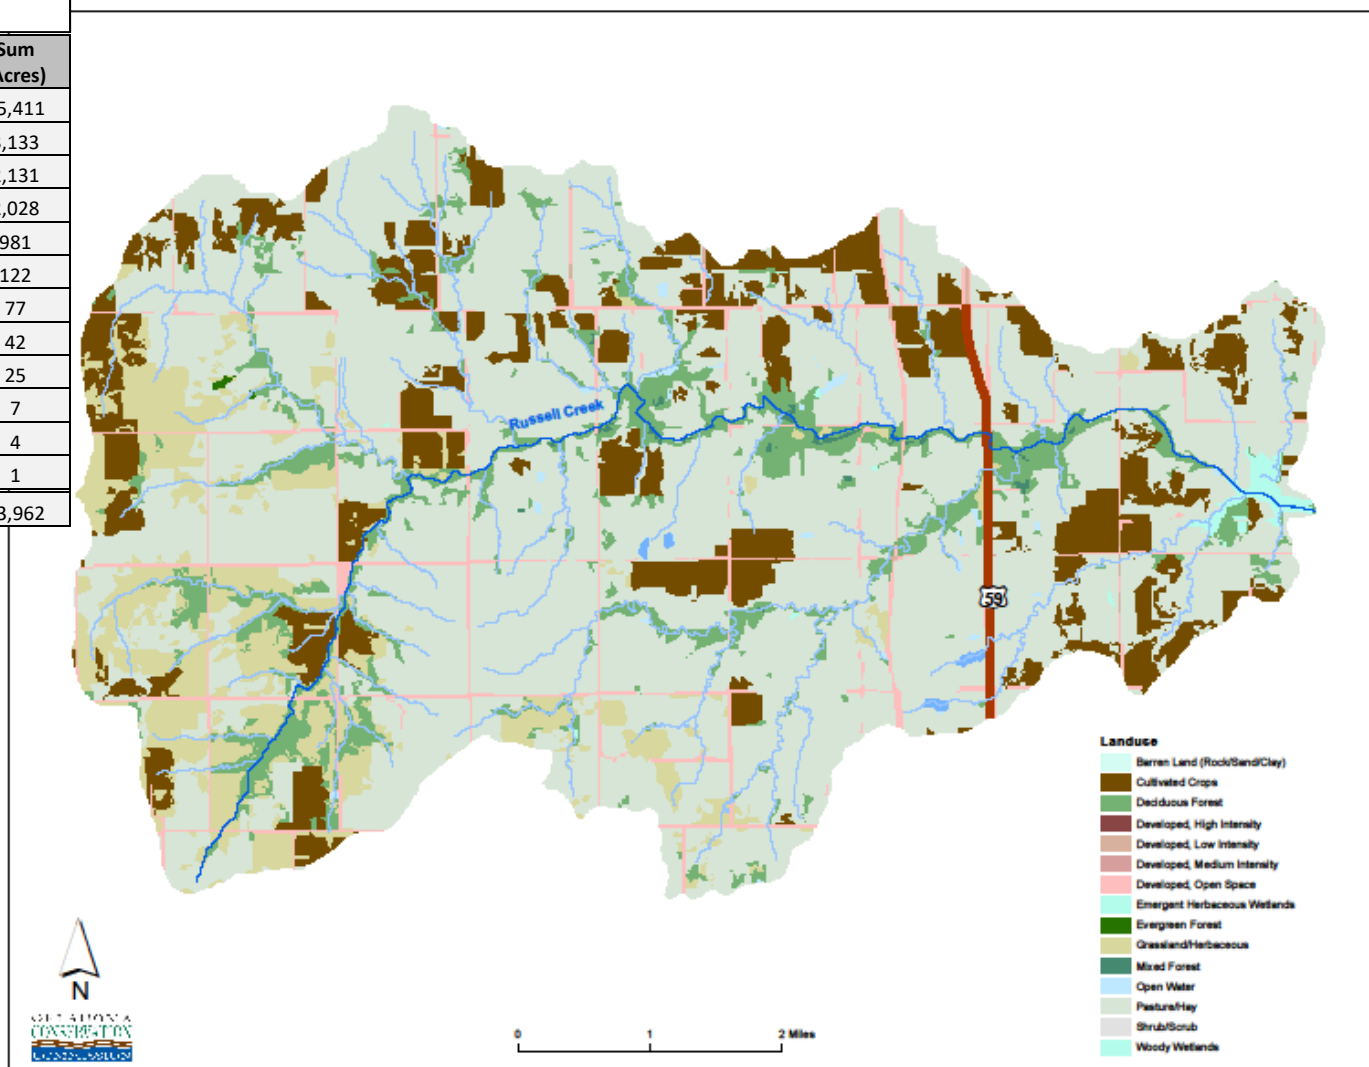 Sum
Acres)
5,411
,133
,131
,028
981
122
77
42
25
7
4
1
3,962
Russell Creek
59
Landuse
Barren Land (Rock/Sand/Clay)
Cultivated Crops
Deciduous Forest
Developed, High Intensity
Developed, Low Intensity
Developed, Medium Intensity
Developed, Open Space
Emergent Herbaceous Wetlands
Evergreen Forest
Grassland/Herbaceous
Mixed Forest
Open Water
Pasture/Hay
Shrub/Scrub
Woody Wetlands
N
OKLAHOMA
CONSERVATION
COMMISSION
0 1 2 Miles